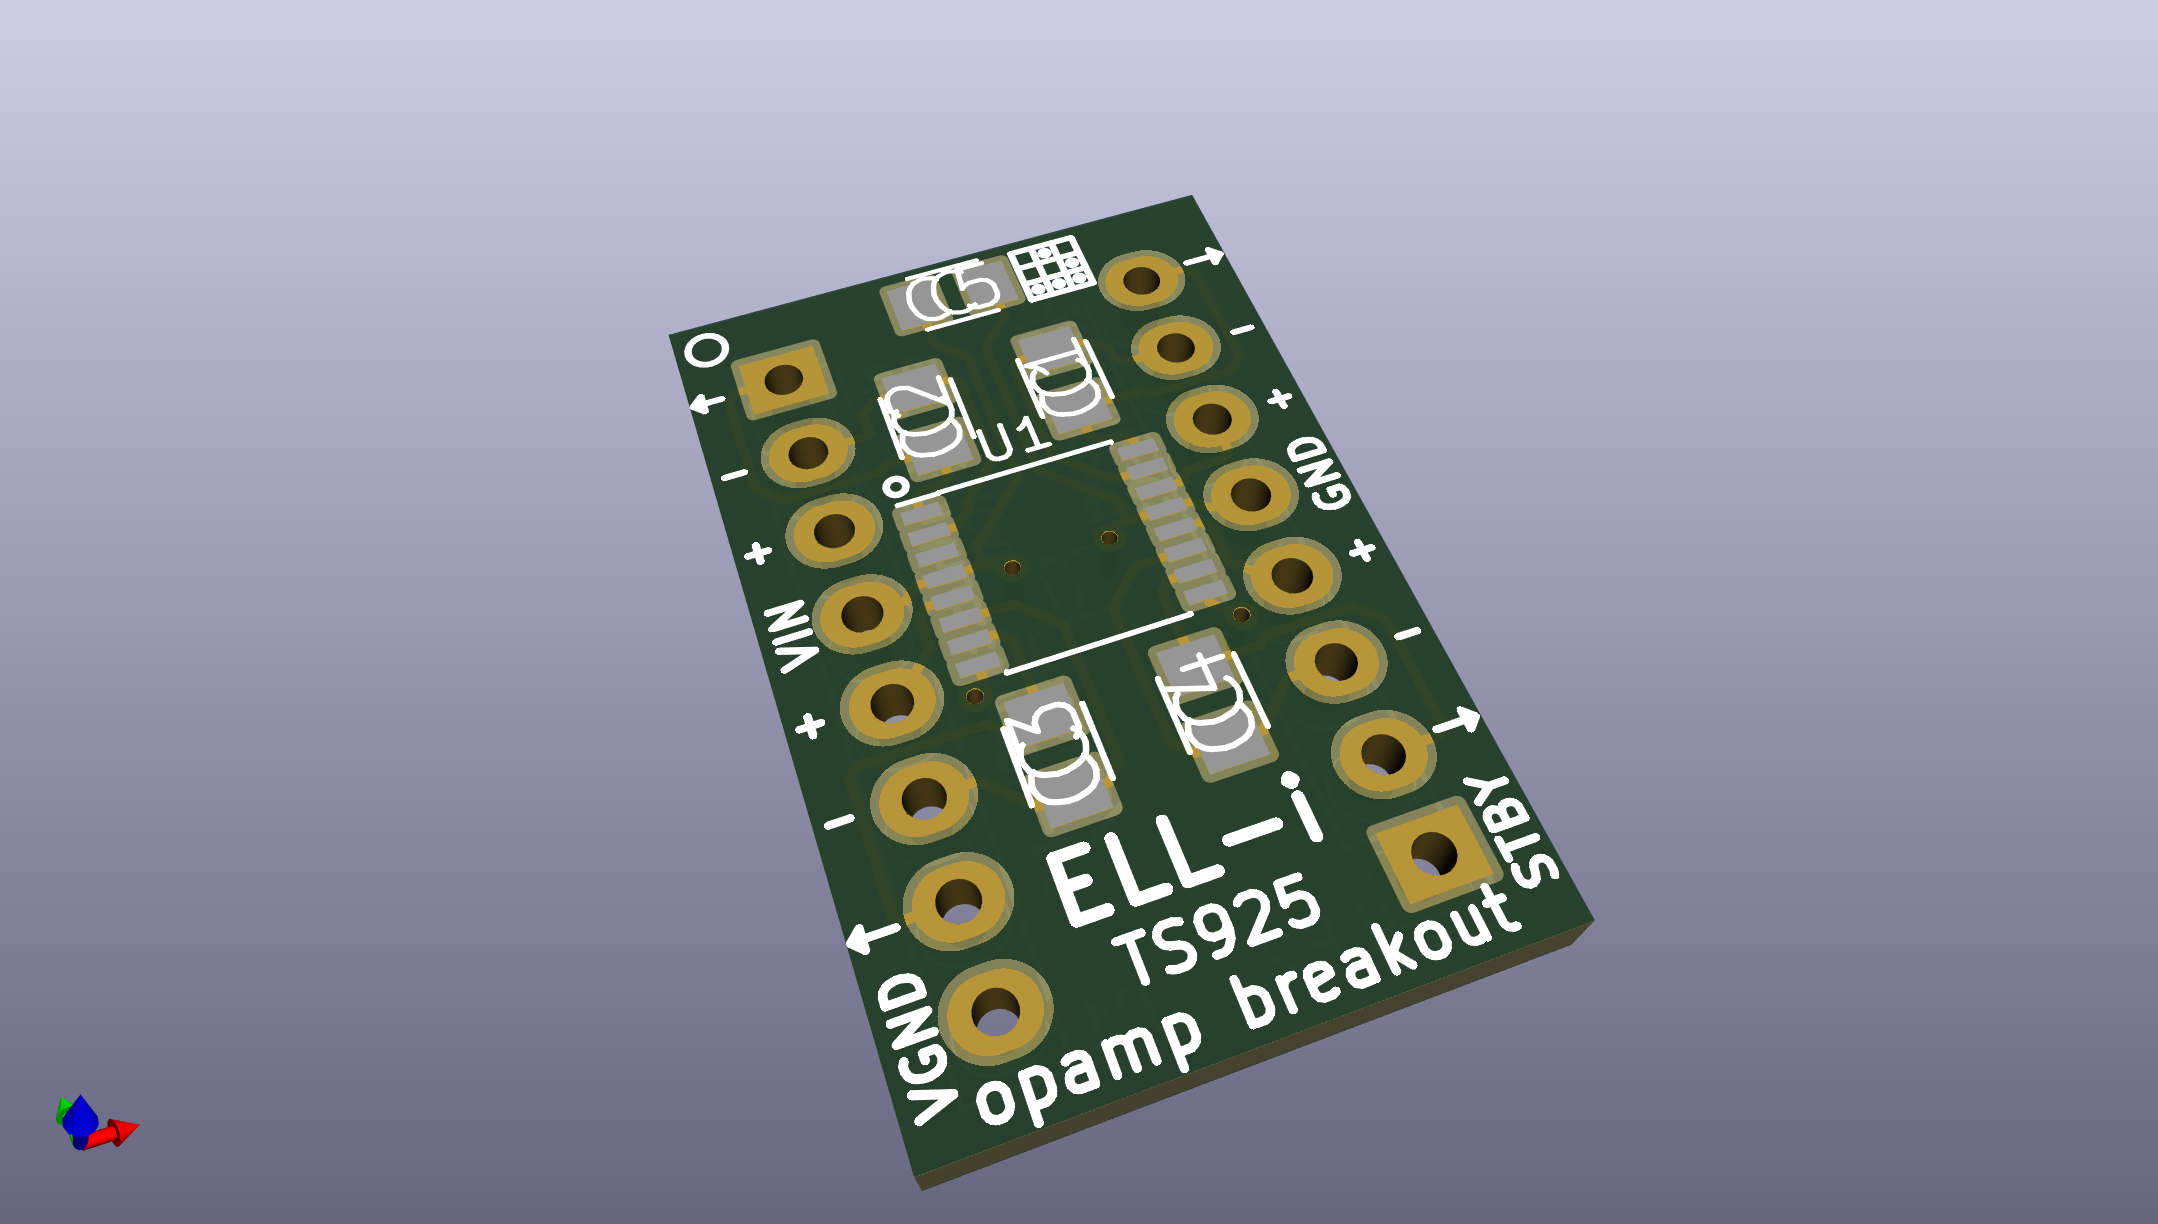 C5
C1
C2
U1
GND
VIN
C4
C3
STBY
ELL-i
TS925
opamp breakout
VGND